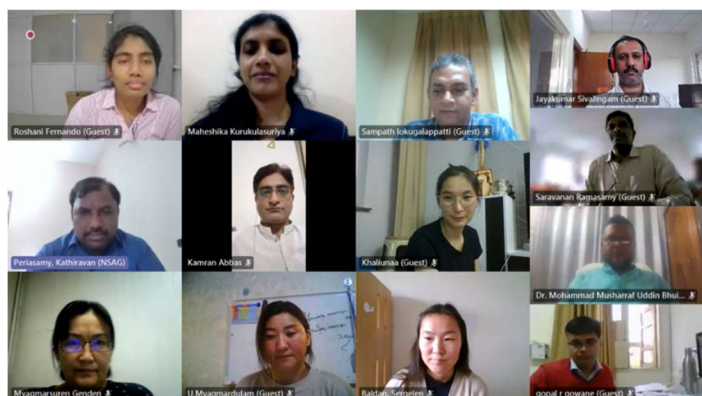 Roshani Fernando (Guest)
Maheshika Kurukulasuriya
Sampath lokugalappatti (Guest)
Jayakumar Sivalingam (Guest)
Saravanan Ramasamy (Guest)
Periasamy, Kathiravan (NSAG)
Kamran Abbas
Khaliunaa (Guest)
Dr. Mohammad Musharraf Uddin Bhui...
Myagmarsuren Genden
U.Myagmardulam (Guest)
Baldan, Sergelen
gopal r gowane (Guest)